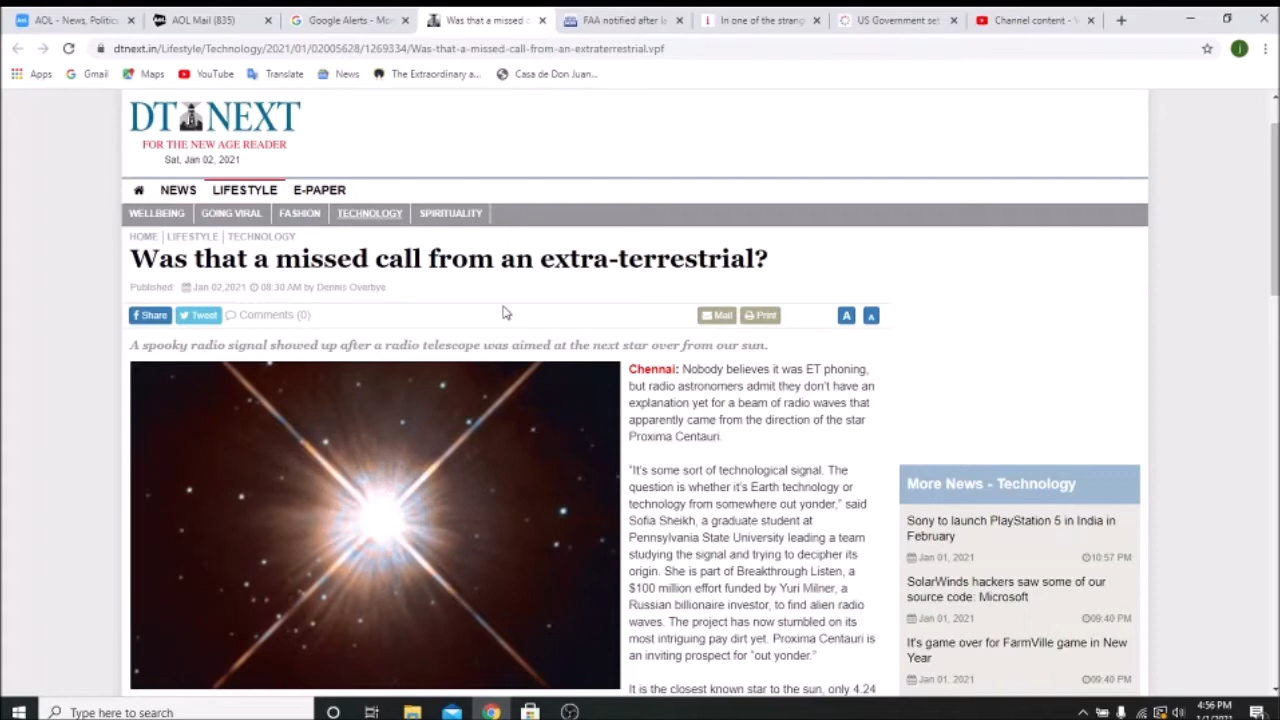 AOL - News, Politic
AOL Mail (835)
Google Alerts - Mon
Was that a missed c
FAA notified after la
In one of the strang
US Government set
Channel content - Y
dtnext.in/Lifestyle/Technology/2021/01/02005628/1269334/Was-that-a-missed-call-from-an-extraterrestrial.vpf
j
Apps
Gmail
Maps
YouTube
Translate
News
The Extraordinary a...
Casa de Don Juan...
DT NEXT
FOR THE NEW AGE READER
Sat, Jan 02, 2021
NEWS LIFESTYLE E-PAPER
WELLBEING GOING VIRAL FASHION TECHNOLOGY SPIRITUALITY
HOME | LIFESTYLE | TECHNOLOGY
Was that a missed call from an extra-terrestrial?
Published: Jan 02,2021 08:30 AM by Dennis Overbye
Share Tweet Comments (0) Mail Print A A
A spooky radio signal showed up after a radio telescope was aimed at the next star over from our sun.
Chennai: Nobody believes it was ET phoning,
but radio astronomers admit they don't have an
explanation yet for a beam of radio waves that
apparently came from the direction of the star
Proxima Centauri.
"It's some sort of technological signal. The
question is whether it's Earth technology or
technology from somewhere out yonder," said
Sofia Sheikh, a graduate student at
Pennsylvania State University leading a team
studying the signal and trying to decipher its
origin. She is part of Breakthrough Listen, a
$100 million effort funded by Yuri Milner, a
Russian billionaire investor, to find alien radio
waves. The project has now stumbled on its
most intriguing pay dirt yet. Proxima Centauri is
an inviting prospect for "out yonder."
It is the closest known star to the sun, only 4.24
More News - Technology
Sony to launch PlayStation 5 in India in
February
Jan 01, 2021 10:57 PM
SolarWinds hackers saw some of our
source code: Microsoft
Jan 01, 2021 09:40 PM
It's game over for FarmVille game in New
Year
Jan 01, 2021 09:40 PM
Type here to search
4:56 PM